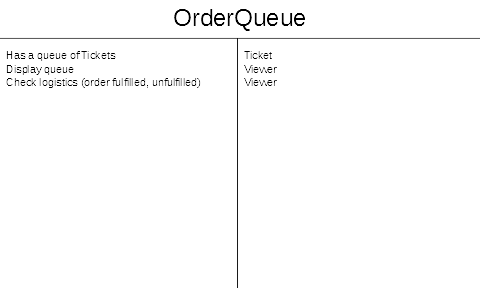 OrderQueue
Has a queue of Tickets
Display queue
Check logistics (order fulfilled, unfulfilled)
Ticket
Viewer
Viewer